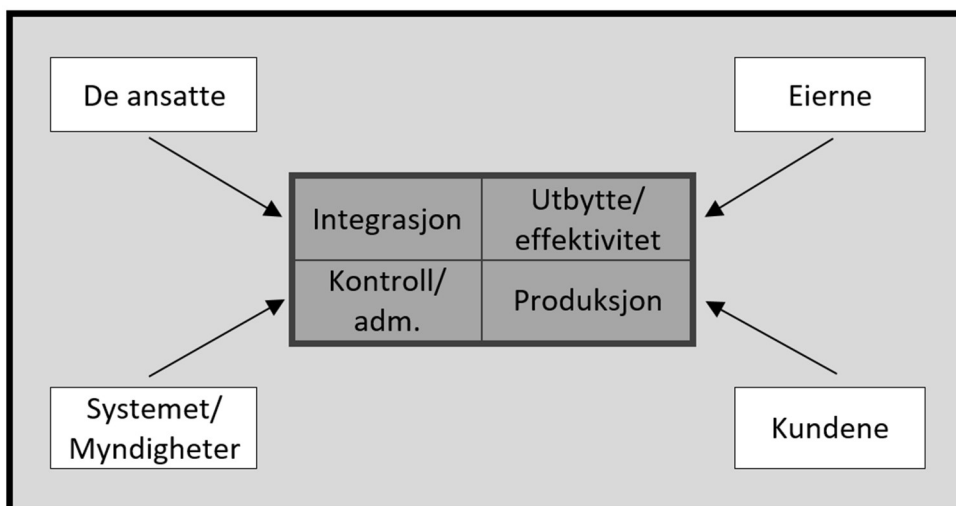 De ansatte
Eierne
Integrasjon
Utbytte/
effektivitet
Kontroll/
adm.
Produksjon
Systemet/
Myndigheter
Kundene